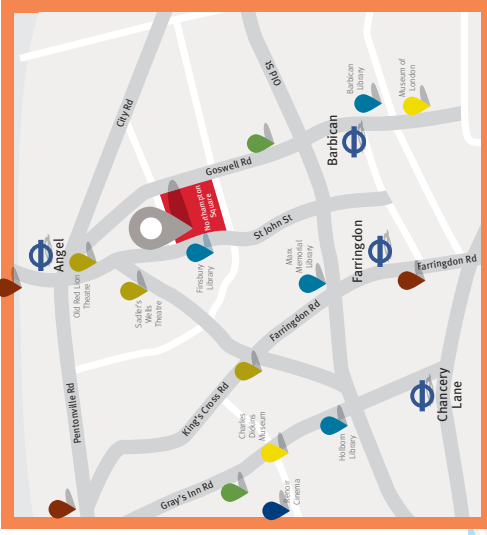 Old St
Barbican
Library
Museum of
London
City Rd
Barbican
Goswell Rd
Northampton
Square
St John St
Angel
Old Red Lion
Theatre
Finsbury
Library
Marx
Memorial
Library
Farringdon
Farringdon Rd
Sadler's
Wells
Theatre
Farringdon Rd
Pentonville Rd
King's Cross Rd
Charles
Dickins
Museum
Holborn
Library
Chancery
Lane
Gray's Inn Rd
Renoir
Cinema